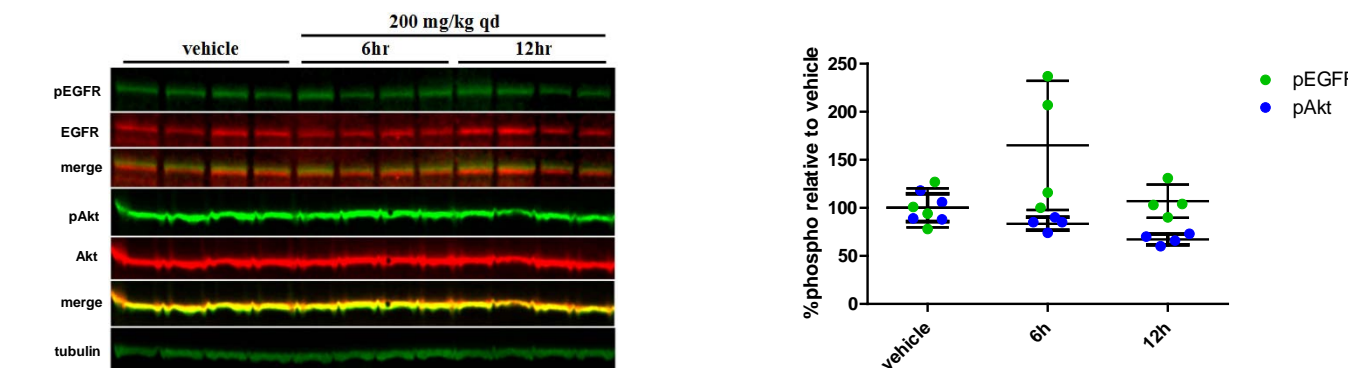 200 mg/kg qd
vehicle 6hr 12hr
pEGFR
EGFR
merge
pAkt
Akt
merge
tubulin
%phospho relative to vehicle
250
200
150
100
50
0
vehicle
6h
12h
pEGF
pAkt